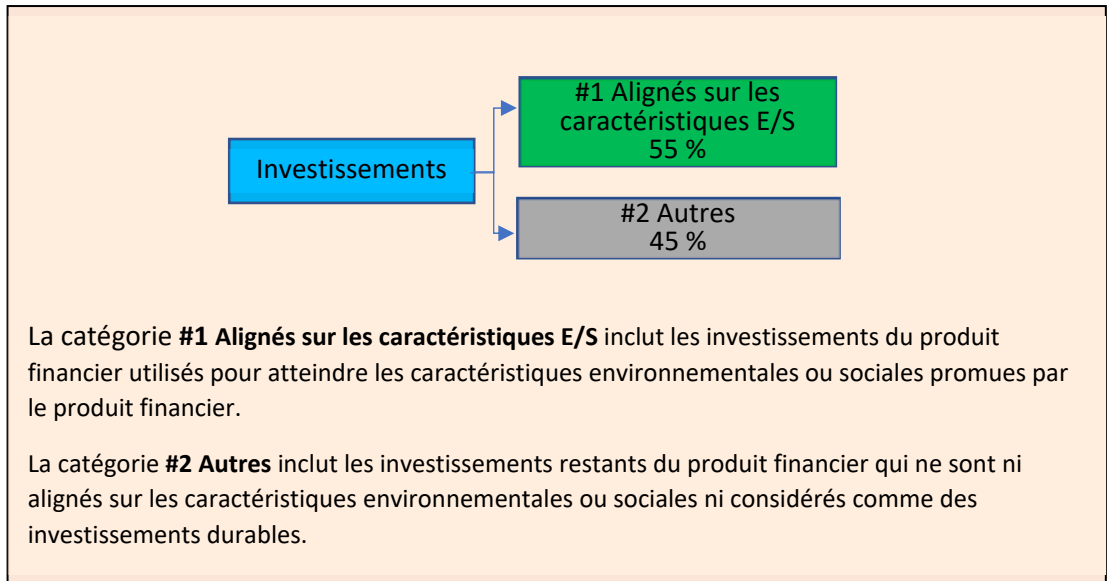 #1 Alignés sur les
caractéristiques E/S
55 %
Investissements
#2 Autres
45 %
La catégorie #1 Alignés sur les caractéristiques E/S inclut les investissements du produit
financier utilisés pour atteindre les caractéristiques environnementales ou sociales promues par
le produit financier.
La catégorie #2 Autres inclut les investissements restants du produit financier qui ne sont ni
alignés sur les caractéristiques environnementales ou sociales ni considérés comme des
investissements durables.